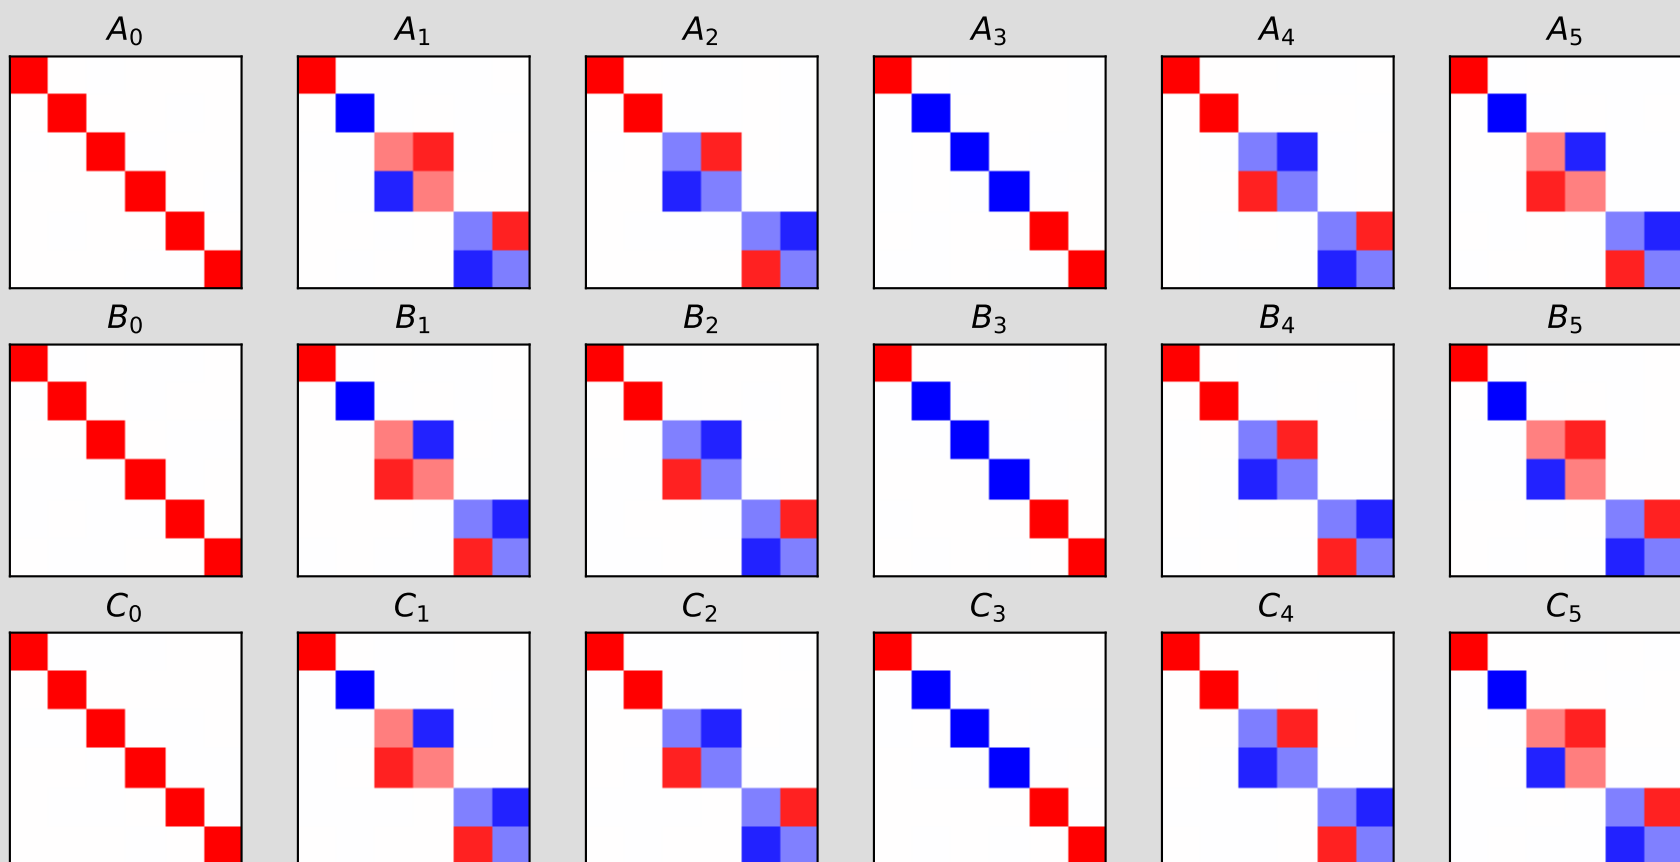 A₀ A₁ A₂ A₃ A₄ A₅
B₀ B₁ B₂ B₃ B₄ B₅
C₀ C₁ C₂ C₃ C₄ C₅